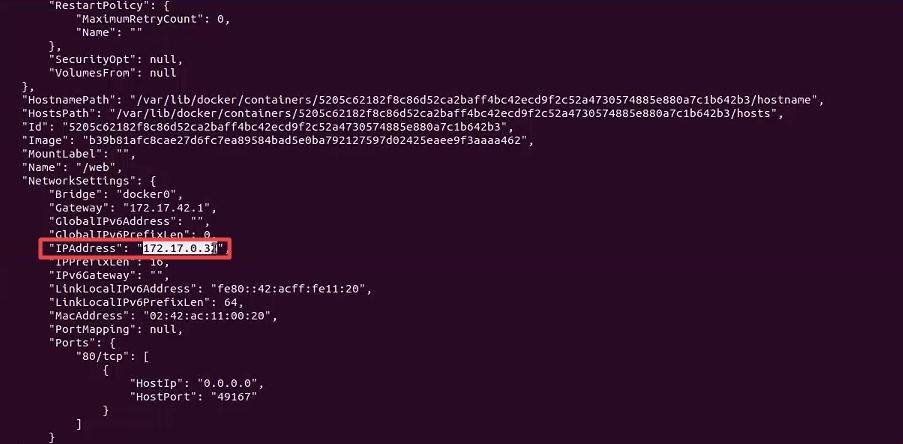 "RestartPolicy": {
"MaximumRetryCount": 0,
"Name": ""
},
"SecurityOpt": null,
"VolumesFrom": null
},
"HostnamePath": "/var/lib/docker/containers/5205c62182f8c86d52ca2baff4bc42ecd9f2c52a4730574885e880a7c1b642b3/hostname",
"HostsPath": "/var/lib/docker/containers/5205c62182f8c86d52ca2baff4bc42ecd9f2c52a4730574885e880a7c1b642b3/hosts",
"Id": "5205c62182f8c86d52ca2baff4bc42ecd9f2c52a4730574885e880a7c1b642b3",
"Image": "b39b81afc8cae27d6fc7ea89584bad5e0ba792127597d02425eaee9f3aaaa462",
"MountLabel": "",
"Name": "/web",
"NetworkSettings": {
"Bridge": "docker0",
"Gateway": "172.17.42.1",
"GlobalIPv6Address": "",
"GlobalIPv6PrefixLen": 0,
"IPAddress": "172.17.0.32",
"IPPrefixLen": 16,
"IPv6Gateway": "",
"LinkLocalIPv6Address": "fe80::42:acff:fe11:20",
"LinkLocalIPv6PrefixLen": 64,
"MacAddress": "02:42:ac:11:00:20",
"PortMapping": null,
"Ports": {
"80/tcp": [
{
"HostIp": "0.0.0.0",
"HostPort": "49167"
}
]
}